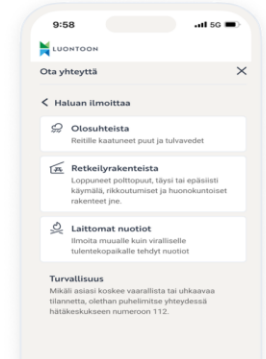 9:58
5G
LUONTOON
Ota yhteyttä
Haluan ilmoittaa
Olosuhteista
Reitille kaatuneet puut ja tulvavedet
Retkeilyrakenteista
Loppuneet polttopuut, täysi tai epäsiisti
käymälä, rikkoutumiset ja huonokuntoiset
rakenteet jne.
Laittomat nuotiot
Ilmoita muualle kuin viralliselle
tulentekopaikalle tehdyt nuotiot
Turvallisuus
Mikäli asiasi koskee vaarallista tai uhkaavaa
tilannetta, olethan puhelimitse yhteydessä
hätäkeskukseen numeroon 112.